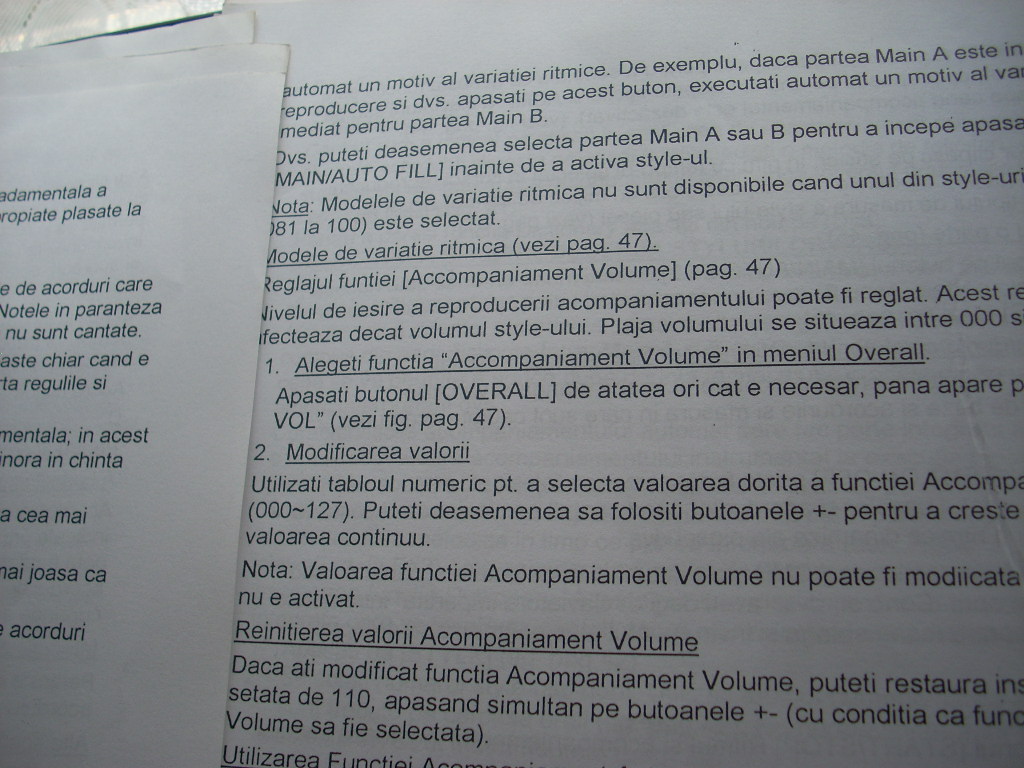 adamentala a
ropiate plasate la
e de acorduri care
Notele in paranteza
nu sunt cantate.
aste chiar cand e
rta regulile si
mentala; in acest
inora in chinta
a cea mai
mai joasa ca
e acorduri
automat un motiv al variatiei ritmice. De exemplu, daca partea Main A este in
reproducere si dvs. apasati pe acest buton, executati automat un motiv al var
mediat pentru partea Main B.
Dvs. puteti deasemenea selecta partea Main A sau B pentru a incepe apasa
MAIN/AUTO FILL] inainte de a activa style-ul.
Nota: Modelele de variatie ritmica nu sunt disponibile cand unul din style-uri
081 la 100) este selectat.
Modele de variatie ritmica (vezi pag. 47).
Reglajul funtiei [Accompaniament Volume] (pag. 47)
Nivelul de iesire a reproducerii acompaniamentului poate fi reglat. Acest re
fecteaza decat volumul style-ului. Plaja volumului se situeaza intre 000 si
1. Alegeti functia “Accompaniament Volume” in meniul Overall.
Apasati butonul [OVERALL] de atatea ori cat e necesar, pana apare p
VOL” (vezi fig. pag. 47).
2. Modificarea valorii
Utilizati tabloul numeric pt. a selecta valoarea dorita a functiei Accompa
(000~127). Puteti deasemenea sa folositi butoanele +- pentru a creste
valoarea continuu.
Nota: Valoarea functiei Acompaniament Volume nu poate fi modiicata
nu e activat.
Reinitierea valorii Acompaniament Volume
Daca ati modificat functia Acompaniament Volume, puteti restaura ins
setata de 110, apasand simultan pe butoanele +- (cu conditia ca func
Volume sa fie selectata).
Utilizarea Functiei